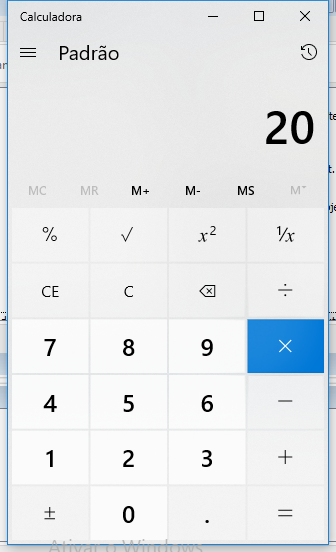 Calculadora
Padrão
20
MC MR M+ M- MS M˅
% √ x² ⅟x
CE C ÷
7 8 9 ×
4 5 6 −
1 2 3 +
± 0 . =
Ativar o Windows